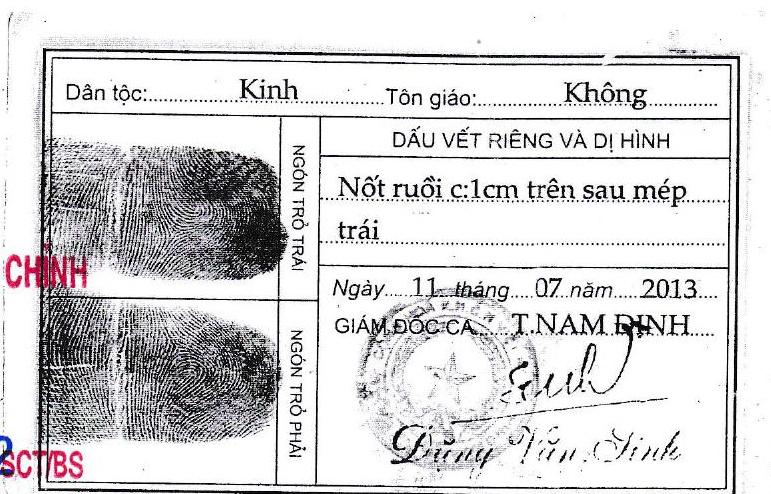 Dân tộc: Kinh Tôn giáo: Không
NGÓN TRỎ TRÁI
NGÓN TRỎ PHẢI
DẤU VẾT RIÊNG VÀ DỊ HÌNH
Nốt ruồi c:1cm trên sau mép
trái
Ngày 11 tháng 07 năm 2013
GIÁM ĐỐC CA T.NAM ĐỊNH
Văn Sinh
CHÍNH
SCT/BS